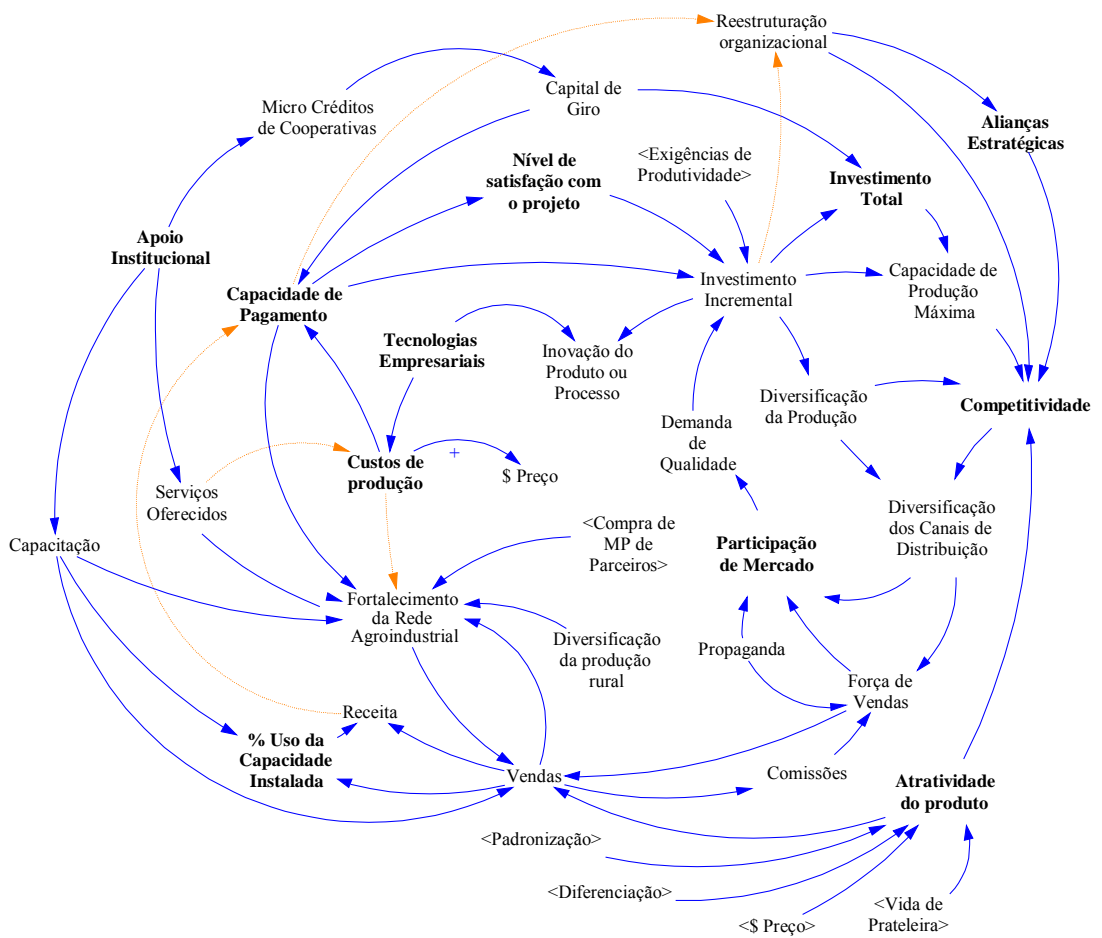 Reestruturação
organizacional
Micro Créditos
de Cooperativas
Capital de
Giro
Alianças
Estratégicas
Nível de
satisfação com
o projeto
<Exigências de
Produtividade>
Investimento
Total
Apoio
Institucional
Capacidade de
Pagamento
Investimento
Incremental
Capacidade de
Produção
Máxima
Tecnologias
Empresariais
Inovação do
Produto ou
Processo
Diversificação
da Produção
Competitividade
Demanda
de
Qualidade
Custos de
produção
+
$ Preço
Serviços
Oferecidos
Capacitação
<Compra de
MP de
Parceiros>
Participação
de Mercado
Diversificação
dos Canais de
Distribuição
Fortalecimento
da Rede
Agroindustrial
Diversificação
da produção
rural
Propaganda
Força de
Vendas
Receita
% Uso da
Capacidade
Instalada
Vendas
Comissões
Atratividade
do produto
<Padronização>
<Diferenciação>
<$ Preço>
<Vida de
Prateleira>